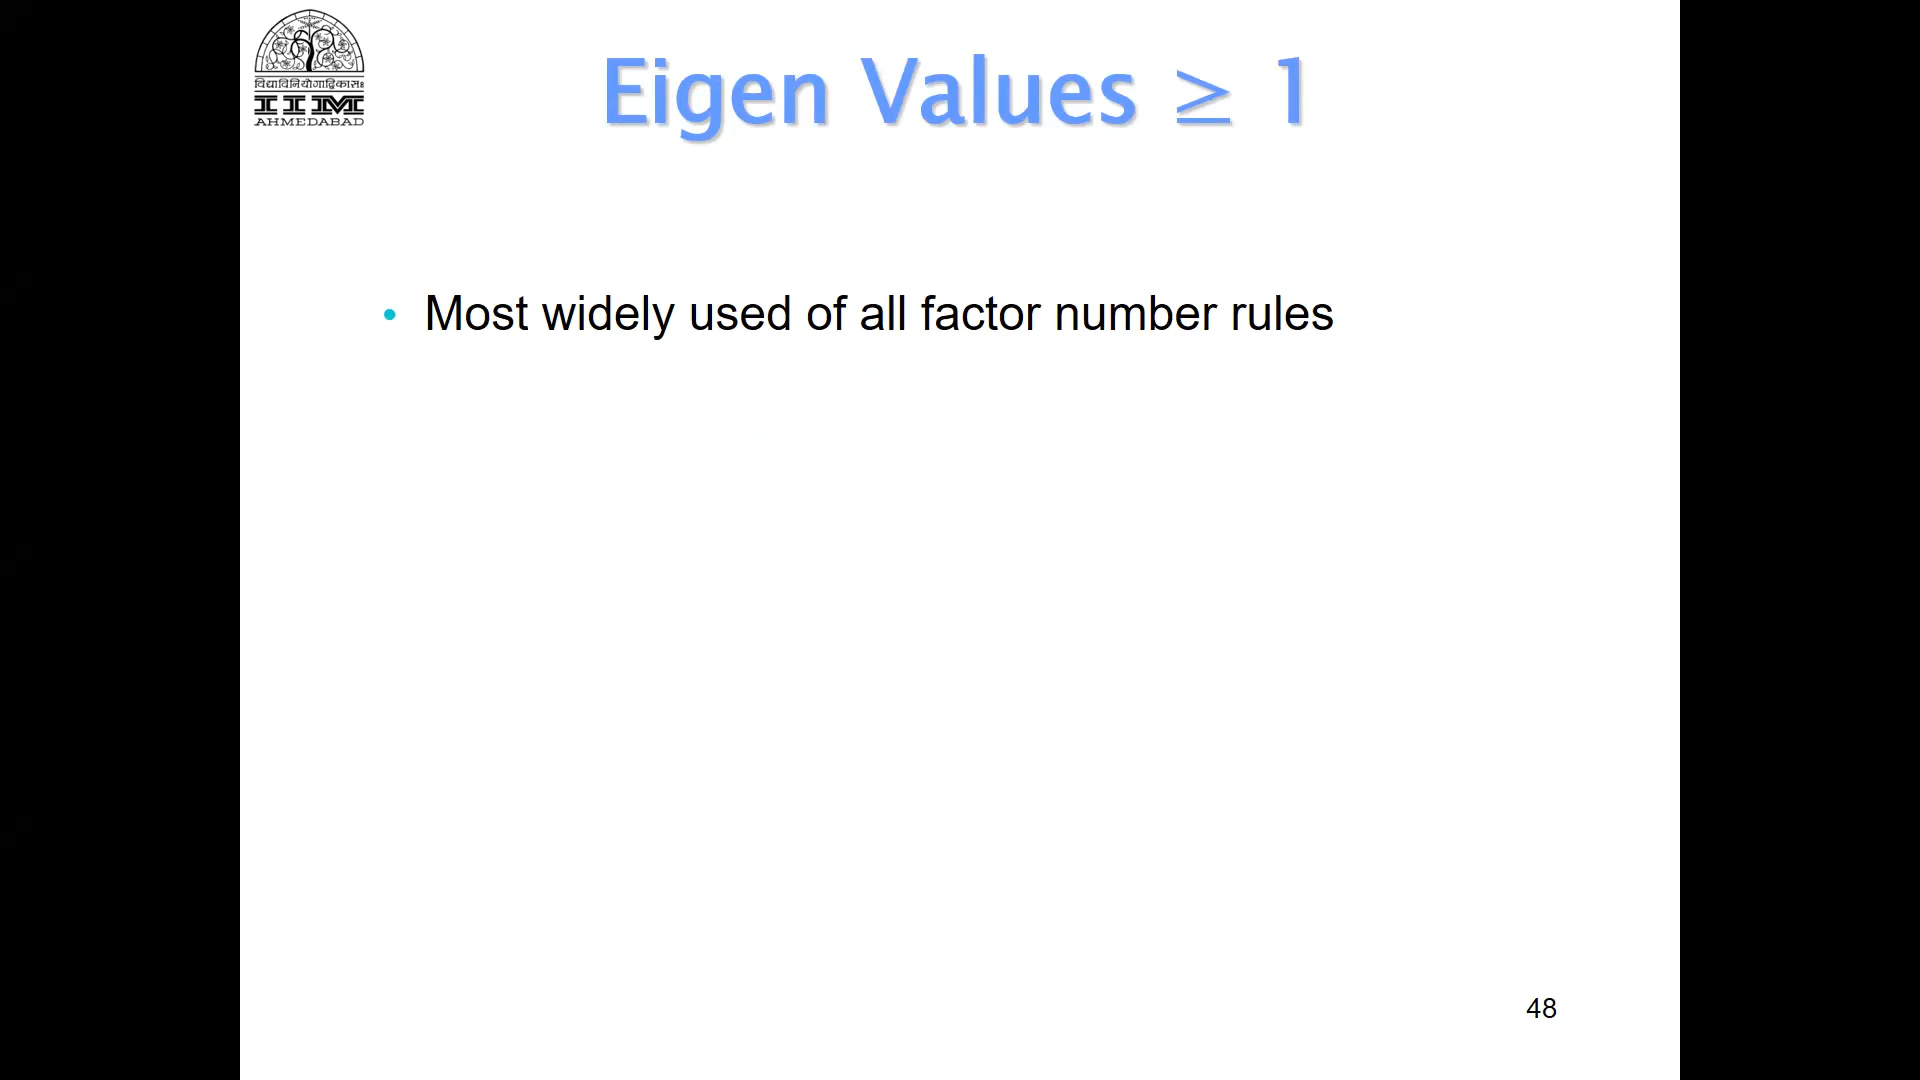 विद्याविनियोगाद्विकासः
IIM
AHMEDABAD
Eigen Values ≥ 1
• Most widely used of all factor number rules
48